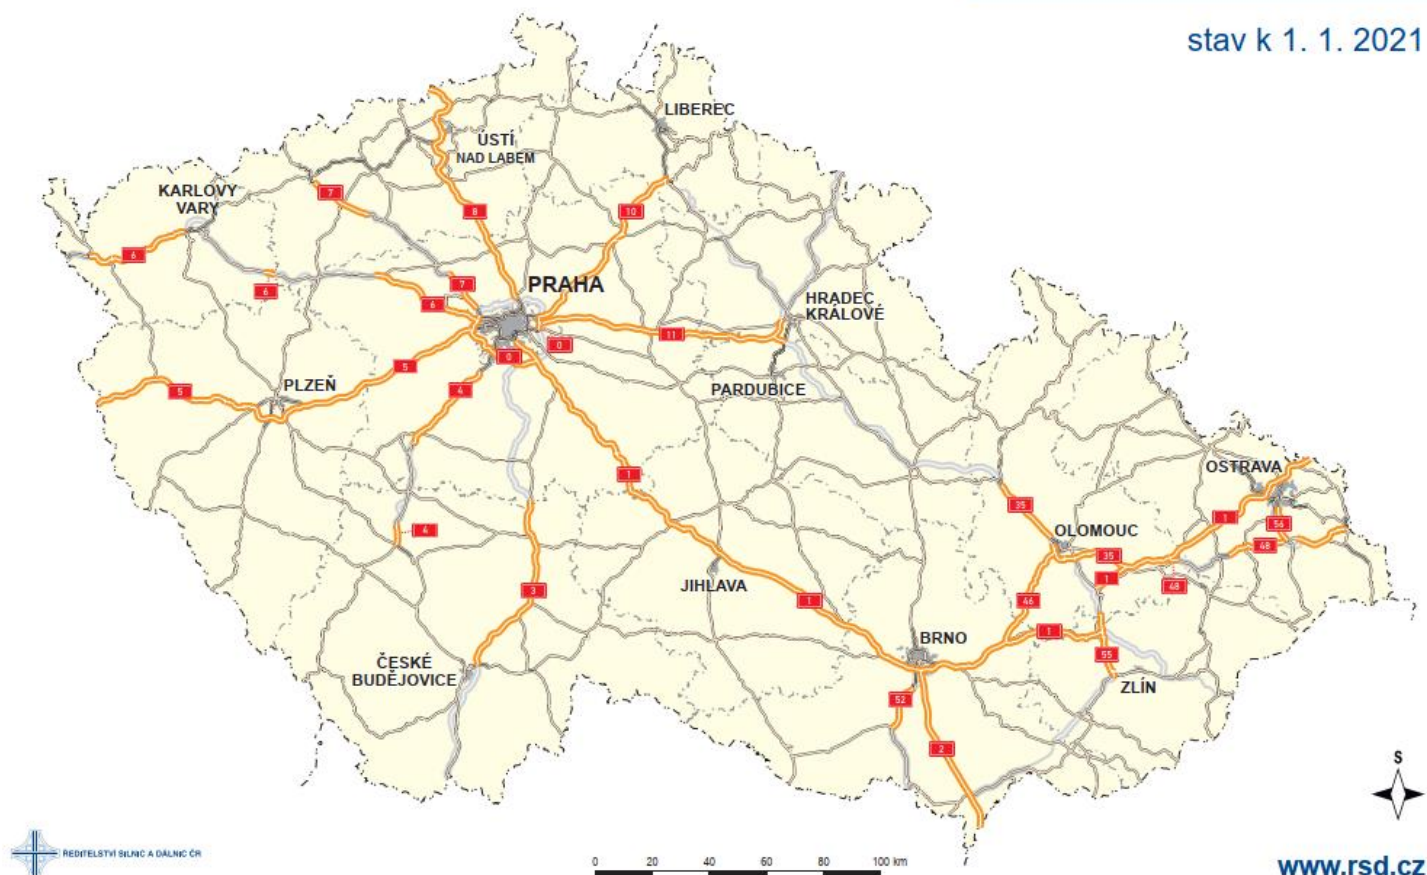 stav k 1. 1. 2021
LIBEREC
ÚSTÍ
NAD LABEM
KARLOVY
VARY
7
8
10
6
6
7
6
PRAHA
HRADEC
KRÁLOVÉ
11
0
0
5
5
4
PLZEŇ
PARDUBICE
1
OSTRAVA
35
1
56
4
OLOMOUC
48
35
JIHLAVA
1
48
3
1
46
1
BRNO
55
ČESKÉ
BUDĚJOVICE
ZLÍN
52
2
S
ŘEDITELSTVÍ SILNIC A DÁLNIC ČR
0 20 40 60 80 100 km
www.rsd.cz